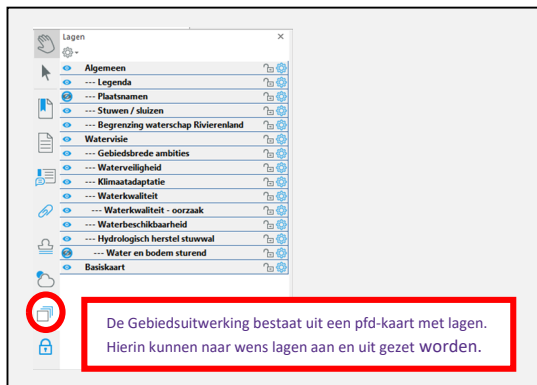 Lagen
Algemeen
--- Legenda
--- Plaatsnamen
--- Stuwen / sluizen
--- Begrenzing waterschap Rivierenland
Watervisie
--- Gebiedsbrede ambities
--- Waterveiligheid
--- Klimaatadaptatie
--- Waterkwaliteit
--- Waterkwaliteit - oorzaak
--- Waterbeschikbaarheid
--- Hydrologisch herstel stuwwal
--- Water en bodem sturend
Basiskaart
De Gebiedsuitwerking bestaat uit een pfd-kaart met lagen.
Hierin kunnen naar wens lagen aan en uit gezet worden.